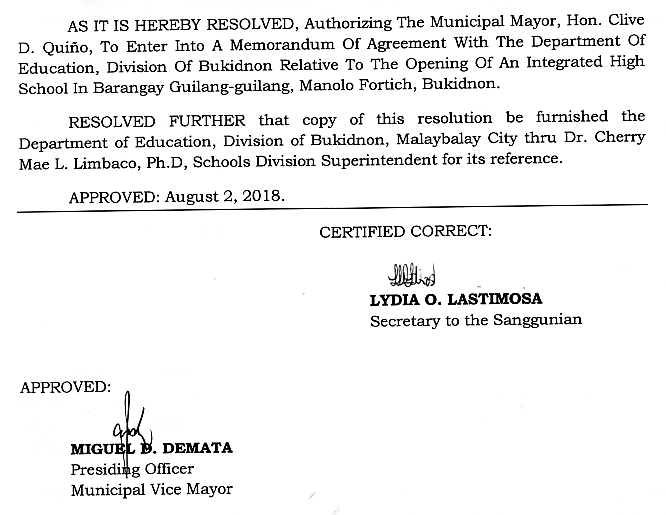 AS IT IS HEREBY RESOLVED, Authorizing The Municipal Mayor, Hon. Clive
D. Quiño, To Enter Into A Memorandum Of Agreement With The Department Of
Education, Division Of Bukidnon Relative To The Opening Of An Integrated High
School In Barangay Guilang-guilang, Manolo Fortich, Bukidnon.
RESOLVED FURTHER that copy of this resolution be furnished the
Department of Education, Division of Bukidnon, Malaybalay City thru Dr. Cherry
Mae L. Limbaco, Ph.D, Schools Division Superintendent for its reference.
APPROVED: August 2, 2018.
CERTIFIED CORRECT:
LYDIA O. LASTIMOSA
Secretary to the Sanggunian
APPROVED:
MIGUEL D. DEMATA
Presiding Officer
Municipal Vice Mayor